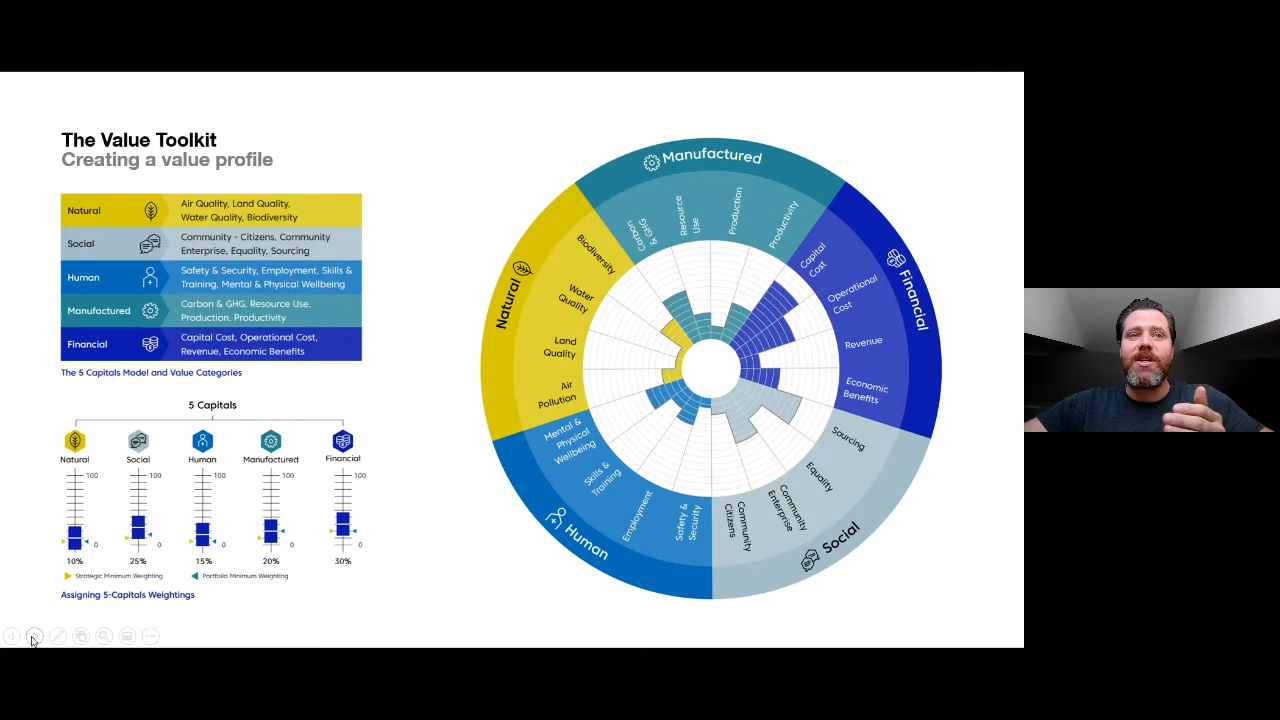 The Value Toolkit
Creating a value profile
Natural
Air Quality, Land Quality,
Water Quality, Biodiversity
Social
Community - Citizens, Community
Enterprise, Equality, Sourcing
Human
Safety & Security, Employment, Skills &
Training, Mental & Physical Wellbeing
Manufactured
Carbon & GHG, Resource Use,
Production, Productivity
Financial
Capital Cost, Operational Cost,
Revenue, Economic Benefits
The 5 Capitals Model and Value Categories
5 Capitals
Natural
Social
Human
Manufactured
Financial
100
100
100
100
100
0
0
0
0
0
10%
25%
15%
20%
30%
Strategic Minimum Weighting
Portfolio Minimum Weighting
Assigning 5-Capitals Weightings
Manufactured
Carbon
& GHG
Resource
Use
Production
Productivity
Financial
Capital
Cost
Operational
Cost
Revenue
Economic
Benefits
Social
Sourcing
Equality
Community
Enterprise
Community
Citizens
Human
Safety &
Security
Employment
Skills &
Training
Mental &
Physical
Wellbeing
Natural
Air
Pollution
Land
Quality
Water
Quality
Biodiversity